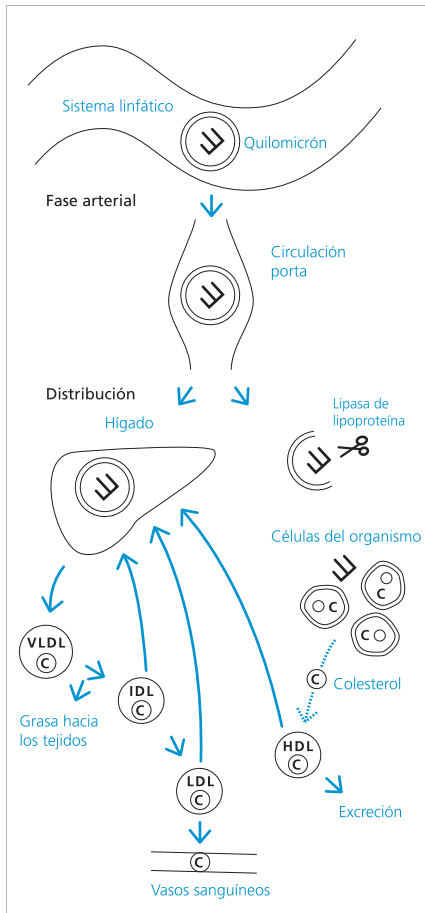 Sistema linfático
Quilomicrón
Fase arterial
Circulación
porta
Distribución
Hígado
Lipasa de
lipoproteína
Células del organismo
C
C
C
VLDL
C
IDL
C
Grasa hacia
los tejidos
C
Colesterol
HDL
C
LDL
C
Excreción
C
Vasos sanguíneos